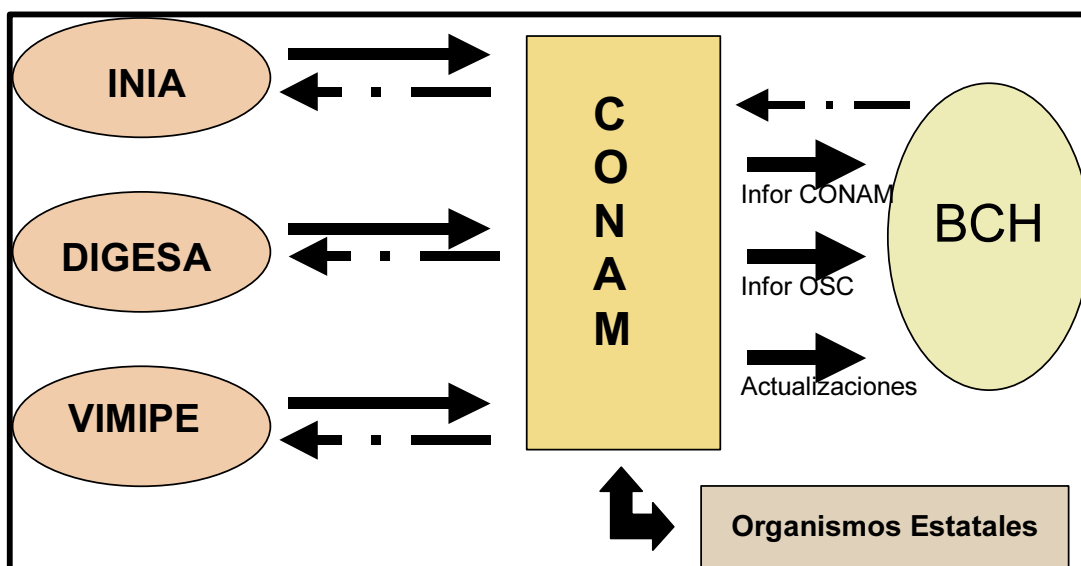 INIA
DIGESA
VIMIPE
C
O
N
A
M
Infor CONAM
Infor OSC
Actualizaciones
BCH
Organismos Estatales